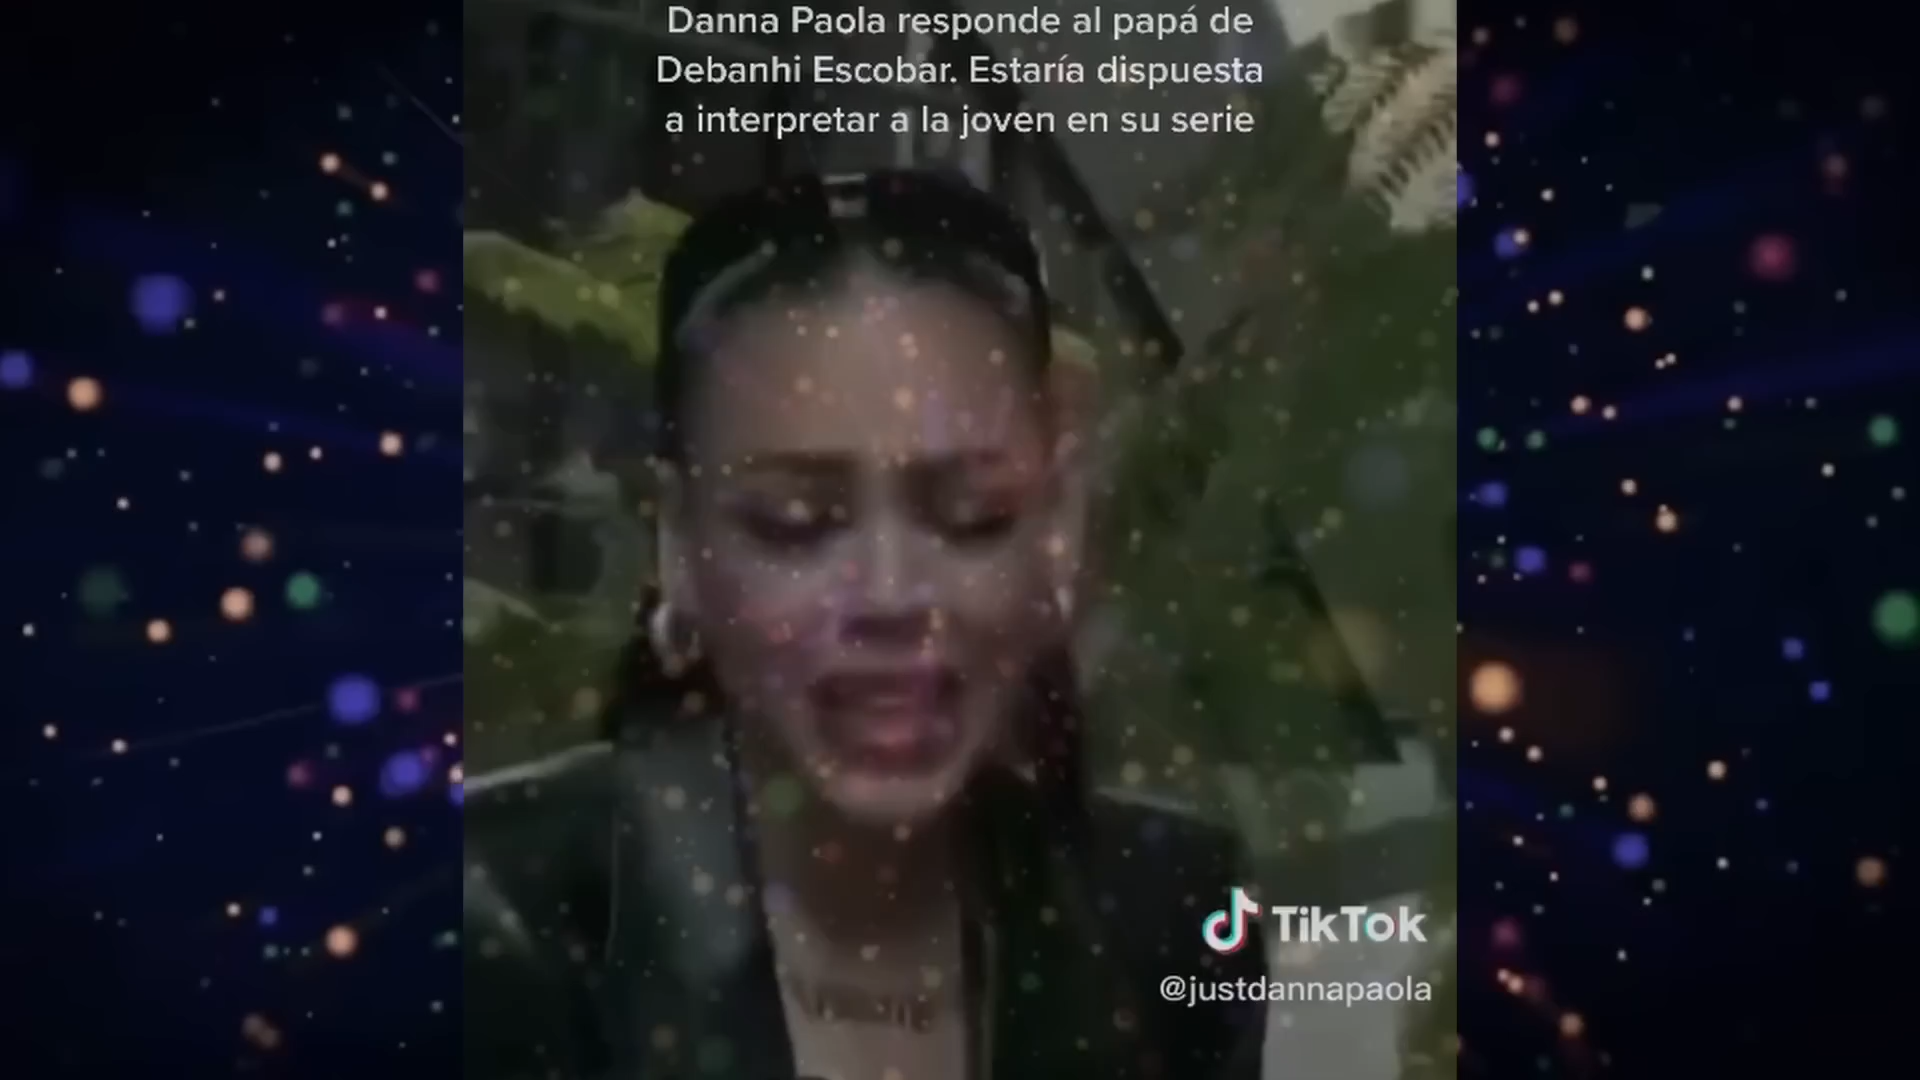 Danna Paola responde al papá de
Debanhi Escobar. Estaría dispuesta
a interpretar a la joven en su serie
TikTok
@justdannapaola